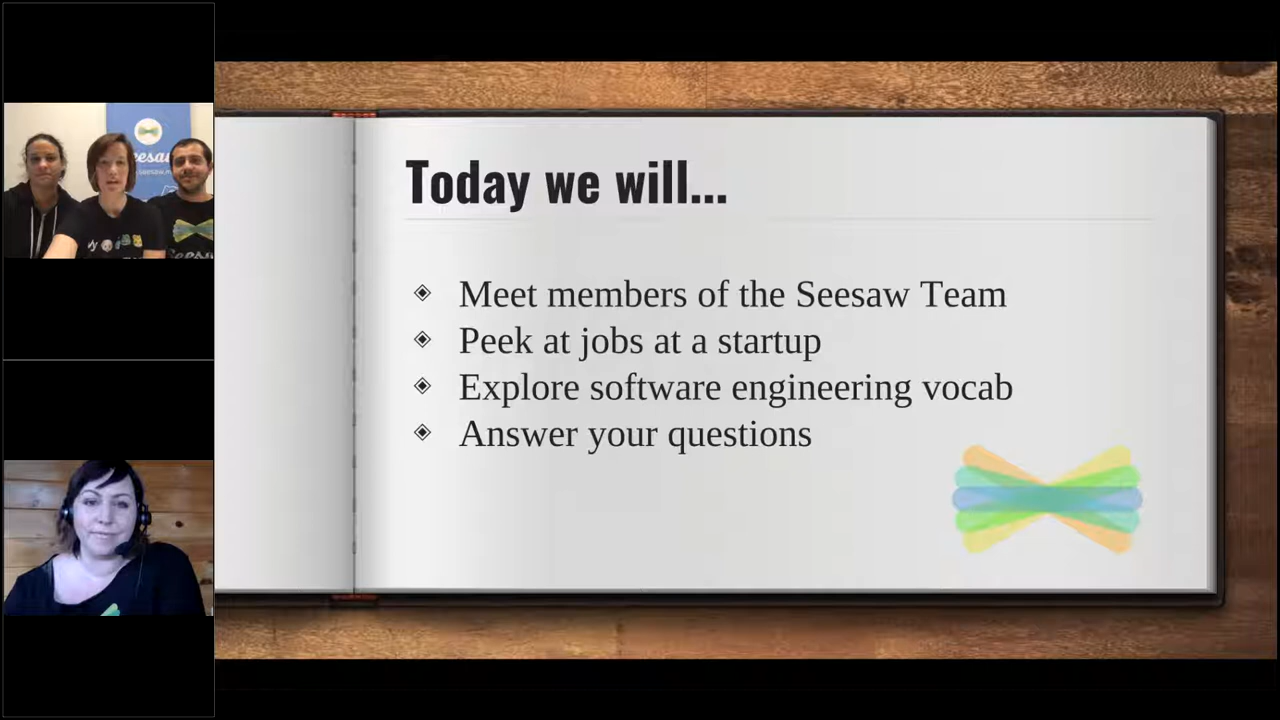 Today we will...
Meet members of the Seesaw Team
Peek at jobs at a startup
Explore software engineering vocab
Answer your questions